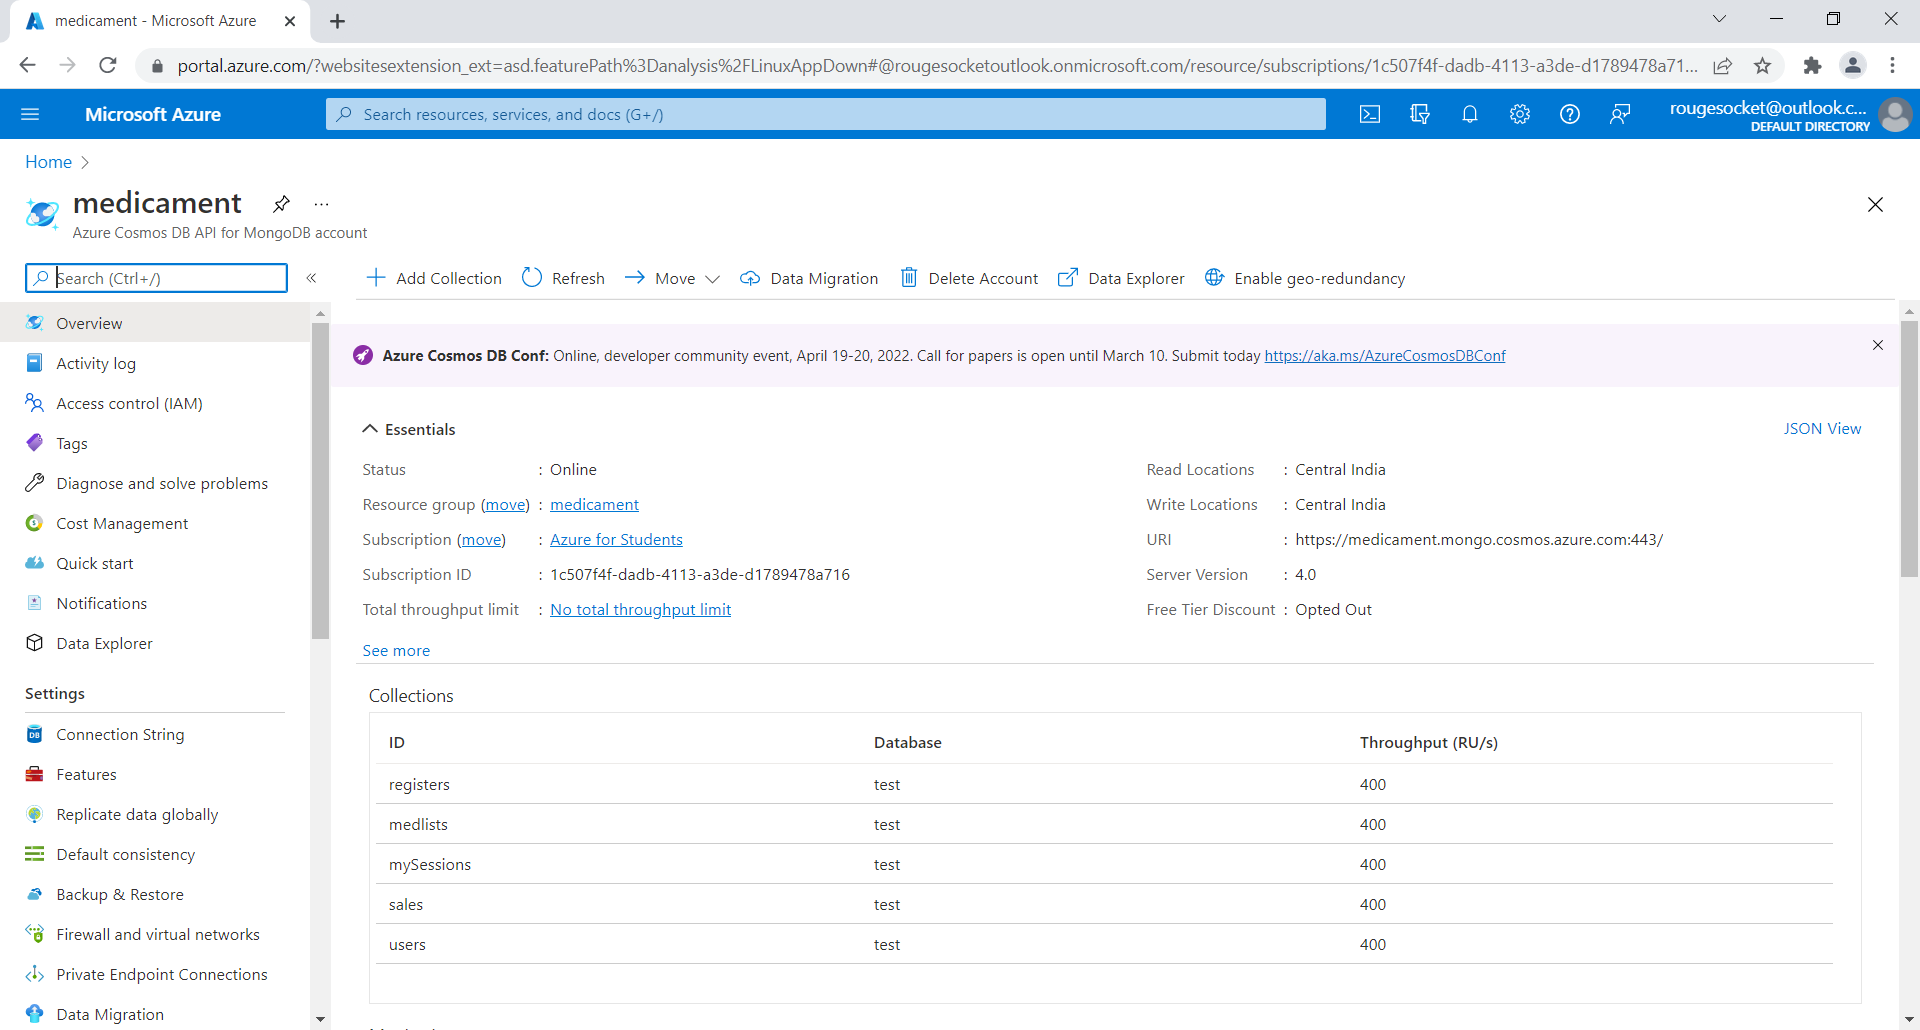 medicament - Microsoft Azure
portal.azure.com/?websitesextension_ext=asd.featurePath%3Danalysis%2FLinuxAppDown#@rougesocketoutlook.onmicrosoft.com/resource/subscriptions/1c507f4f-dadb-4113-a3de-d1789478a71...
Microsoft Azure
Search resources, services, and docs (G+/)
rougesocket@outlook.c...
DEFAULT DIRECTORY
Home
medicament
...
Azure Cosmos DB API for MongoDB account
Search (Ctrl+/)
Add Collection
Refresh
Move
Data Migration
Delete Account
Data Explorer
Enable geo-redundancy
Overview
Activity log
Access control (IAM)
Tags
Diagnose and solve problems
Cost Management
Quick start
Notifications
Data Explorer
Settings
Connection String
Features
Replicate data globally
Default consistency
Backup & Restore
Firewall and virtual networks
Private Endpoint Connections
Data Migration
Azure Cosmos DB Conf: Online, developer community event, April 19-20, 2022. Call for papers is open until March 10. Submit today https://aka.ms/AzureCosmosDBConf
Essentials
JSON View
Status : Online
Resource group (move) : medicament
Subscription (move) : Azure for Students
Subscription ID : 1c507f4f-dadb-4113-a3de-d1789478a716
Total throughput limit : No total throughput limit
Read Locations : Central India
Write Locations : Central India
URI : https://medicament.mongo.cosmos.azure.com:443/
Server Version : 4.0
Free Tier Discount : Opted Out
See more
Collections
ID Database Throughput (RU/s)
registers test 400
medlists test 400
mySessions test 400
sales test 400
users test 400